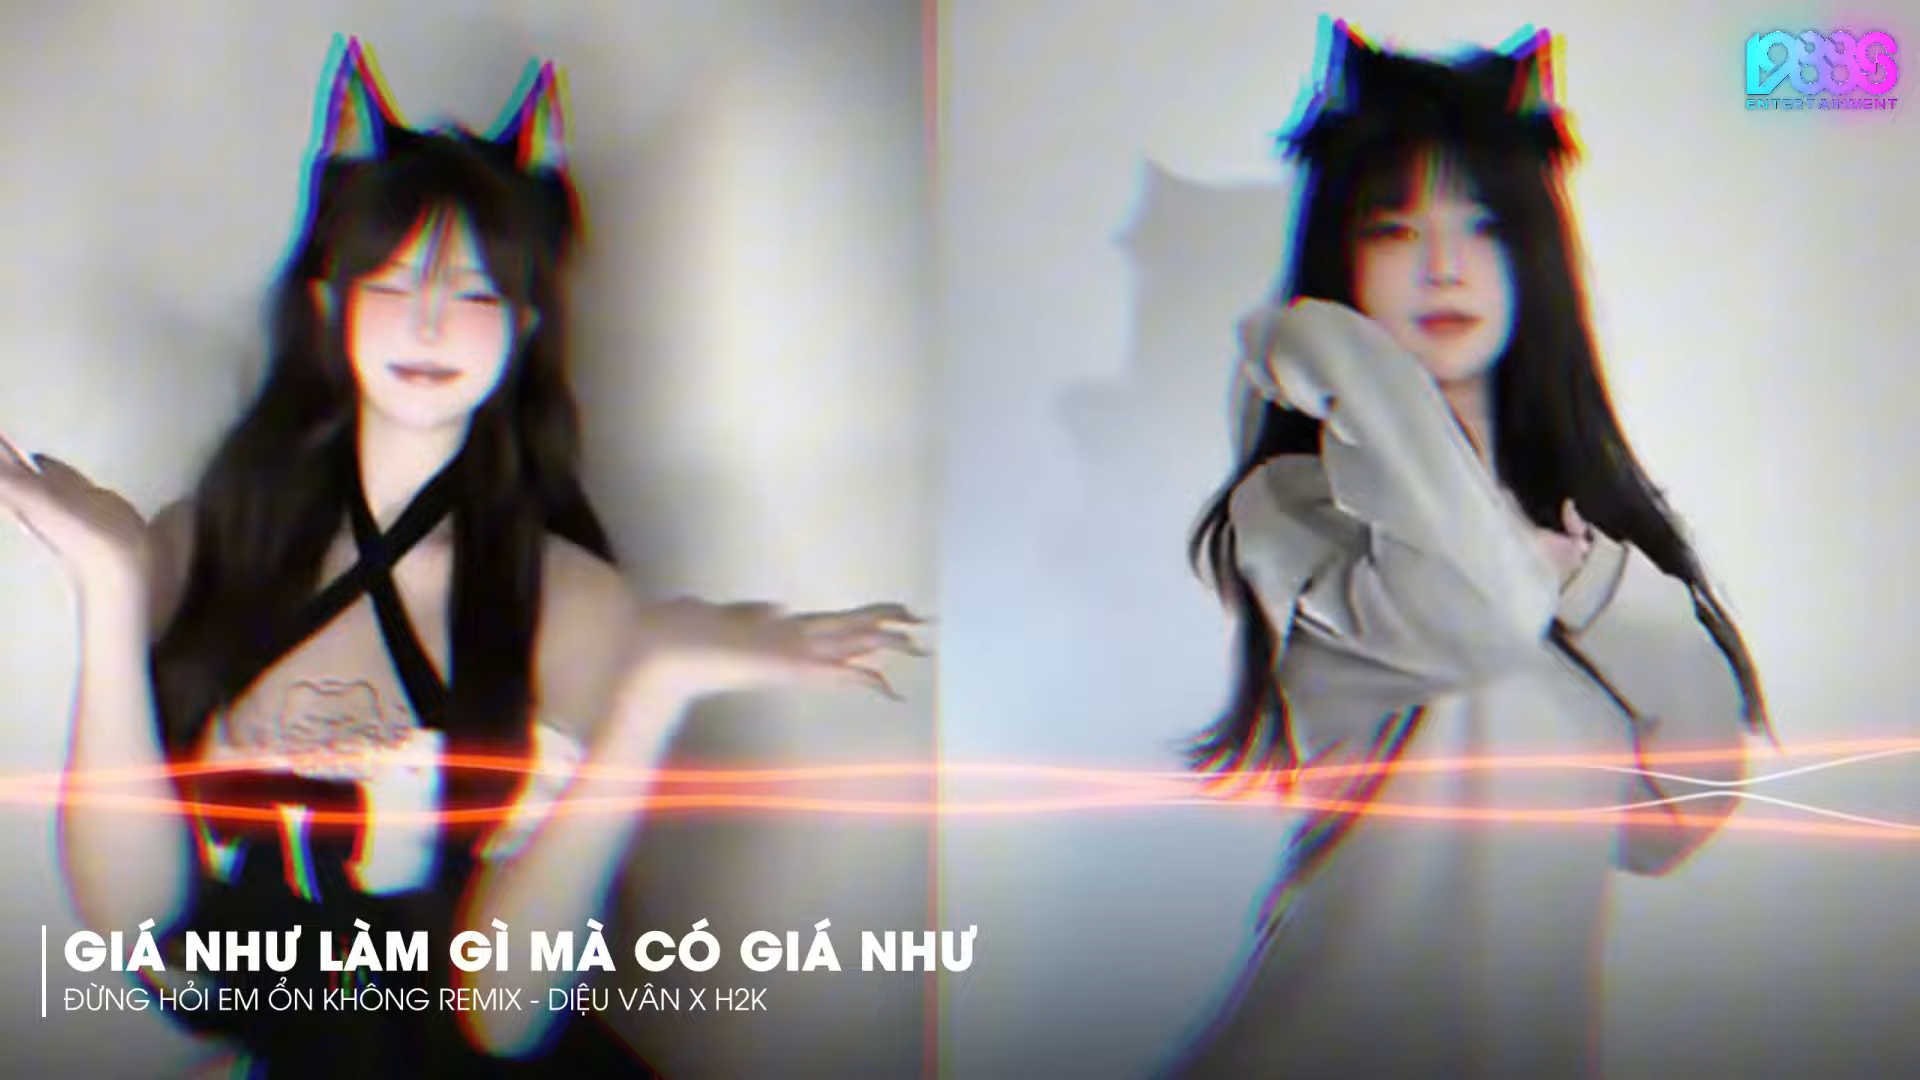 1988S
ENTERTAINMENT
GIÁ NHƯ LÀM GÌ MÀ CÓ GIÁ NHƯ
ĐỪNG HỎI EM ỔN KHÔNG REMIX - DIỆU VÂN X H2K